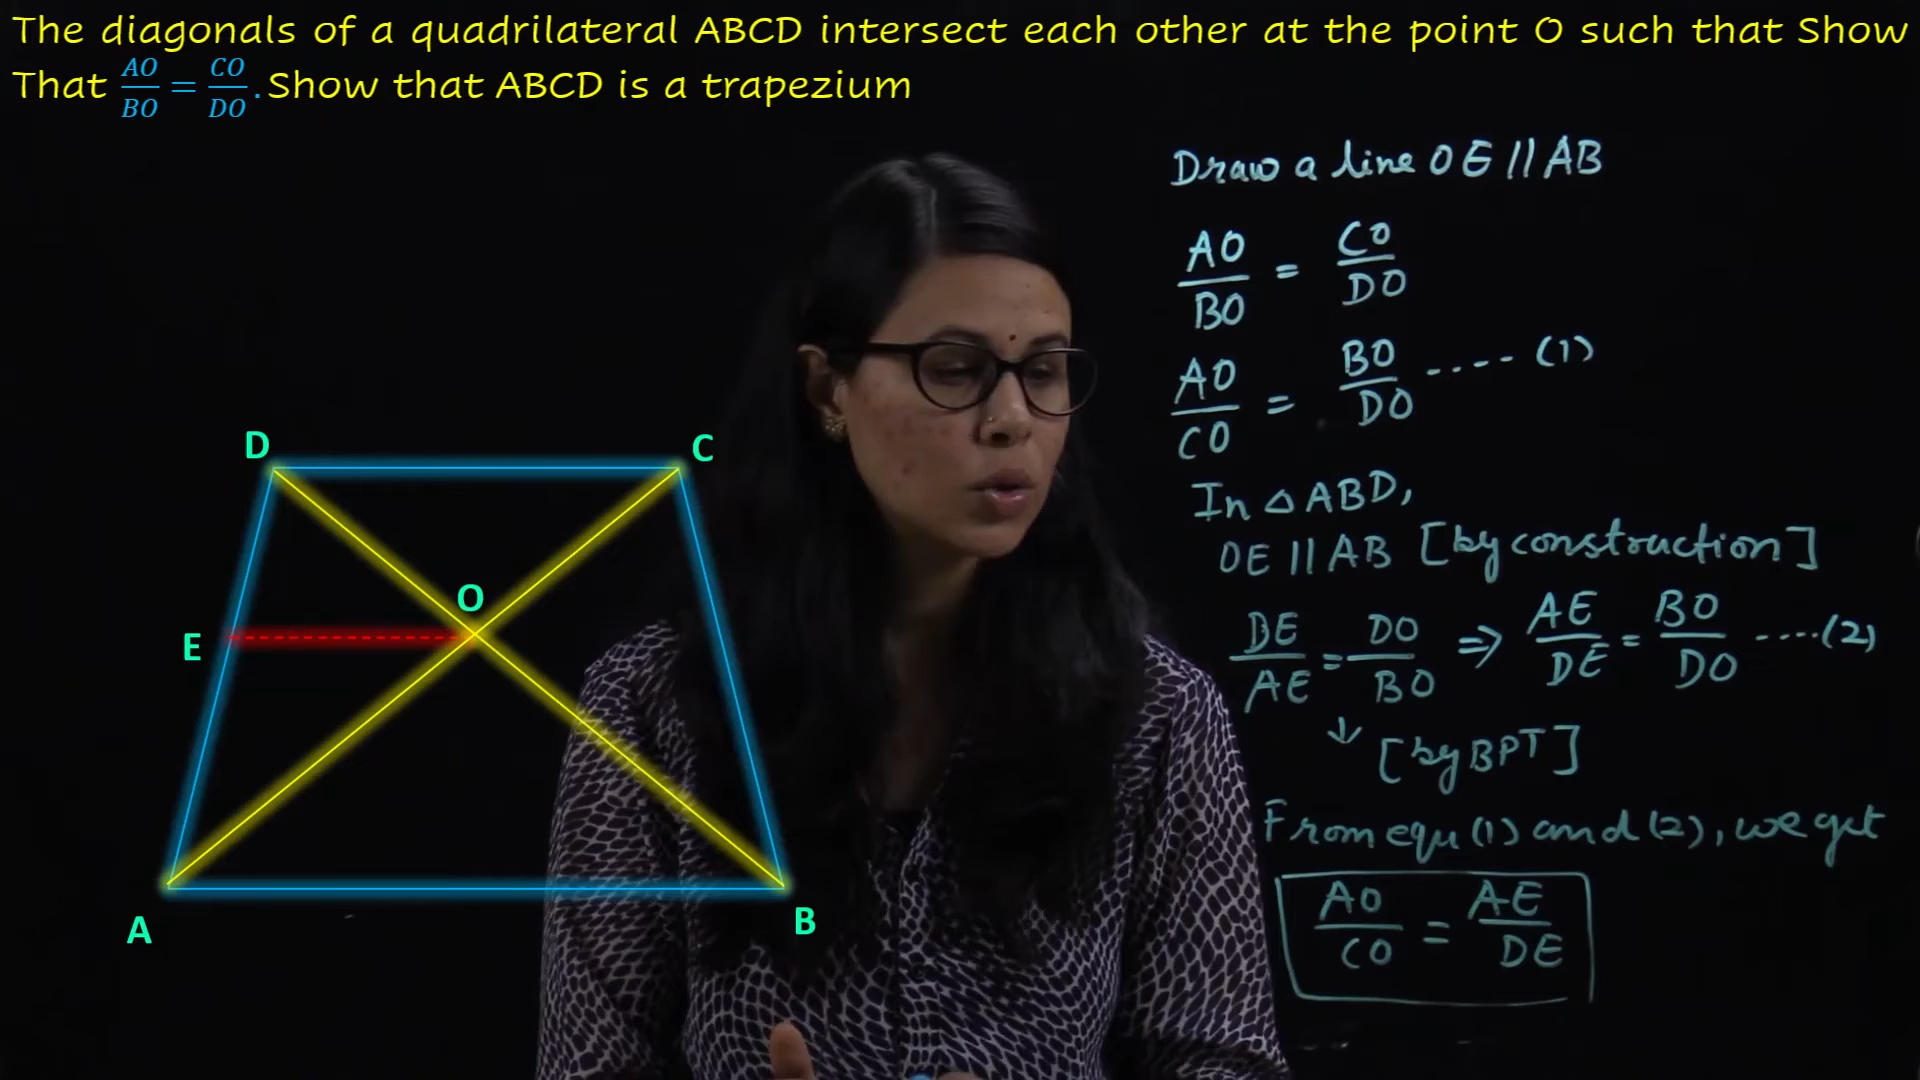 The diagonals of a quadrilateral ABCD intersect each other at the point O such that Show
That AO/BO = CO/DO. Show that ABCD is a trapezium
Draw a line OE || AB
AO/BO = CO/DO
AO/CO = BO/DO ---- (1)
In △ ABD,
OE || AB [by construction]
DE/AE = DO/BO ⇒ AE/DE = BO/DO ----(2)
↓ [by BPT]
From equ (1) and (2), we get
AO/CO = AE/DE
D
C
O
E
A
B